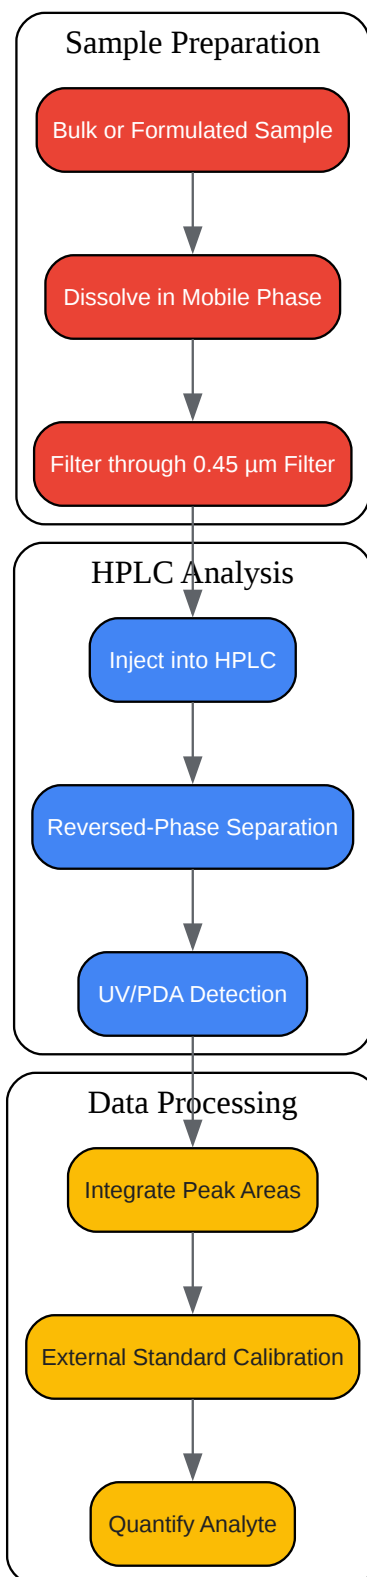 Sample Preparation
Bulk or Formulated Sample
Dissolve in Mobile Phase
Filter through 0.45 µm Filter
HPLC Analysis
Inject into HPLC
Reversed-Phase Separation
UV/PDA Detection
Data Processing
Integrate Peak Areas
External Standard Calibration
Quantify Analyte